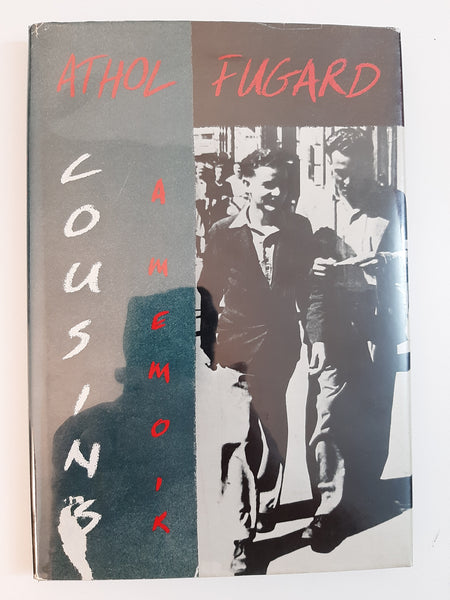 ATHOL FUGARD
COUSINS
A MEMOIR